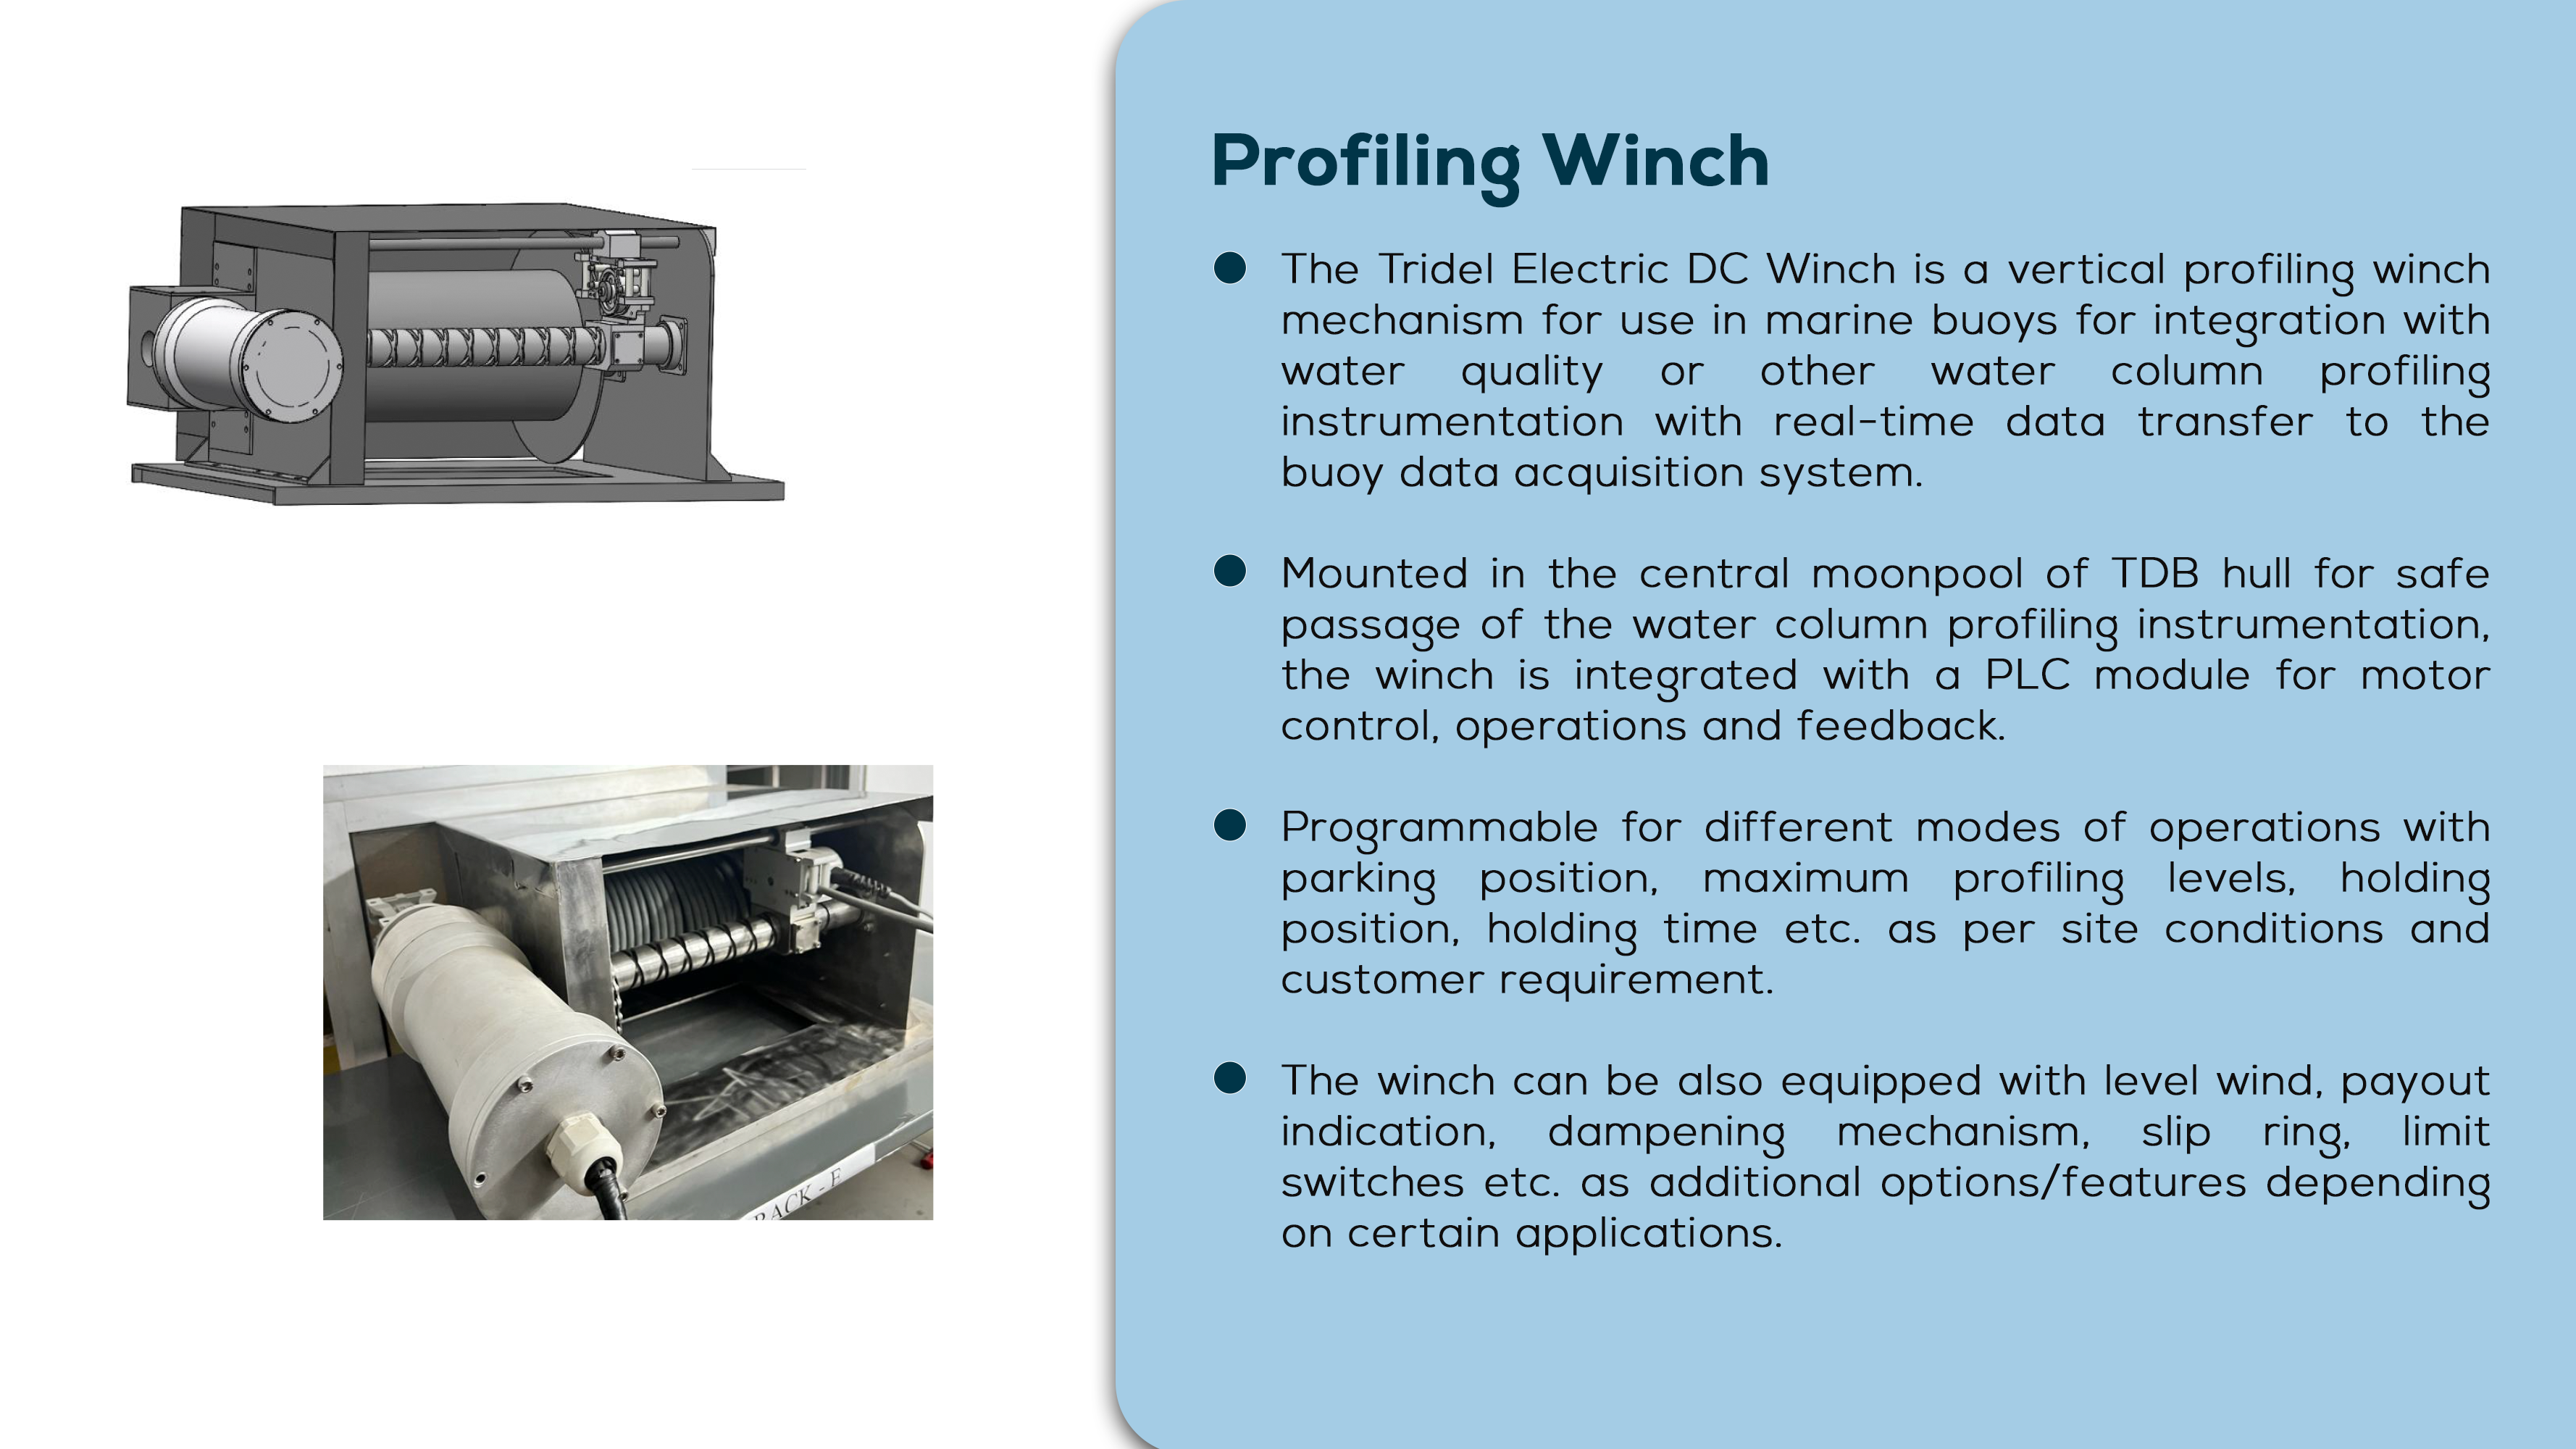 Profiling Winch
The Tridel Electric DC Winch is a vertical profiling winch
mechanism for use in marine buoys for integration with
water quality or other water column profiling
instrumentation with real-time data transfer to the
buoy data acquisition system.
Mounted in the central moonpool of TDB hull for safe
passage of the water column profiling instrumentation,
the winch is integrated with a PLC module for motor
control, operations and feedback.
Programmable for different modes of operations with
parking position, maximum profiling levels, holding
position, holding time etc. as per site conditions and
customer requirement.
The winch can be also equipped with level wind, payout
indication, dampening mechanism, slip ring, limit
switches etc. as additional options/features depending
on certain applications.